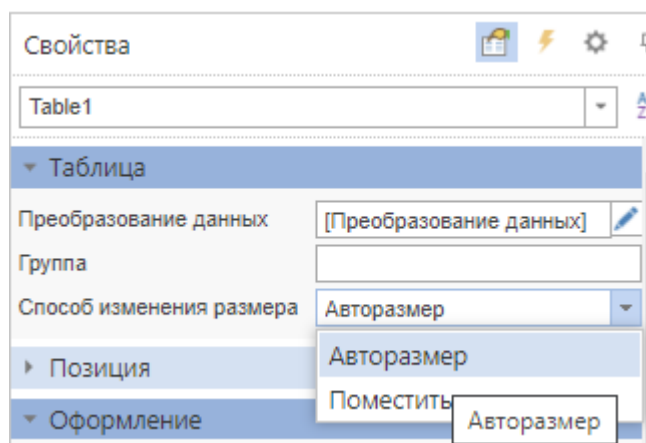 Свойства
Table1
Таблица
Преобразование данных [Преобразование данных]
Группа
Способ изменения размера Авторазмер
Авторазмер
Позиция
Поместить
Авторазмер
Оформление